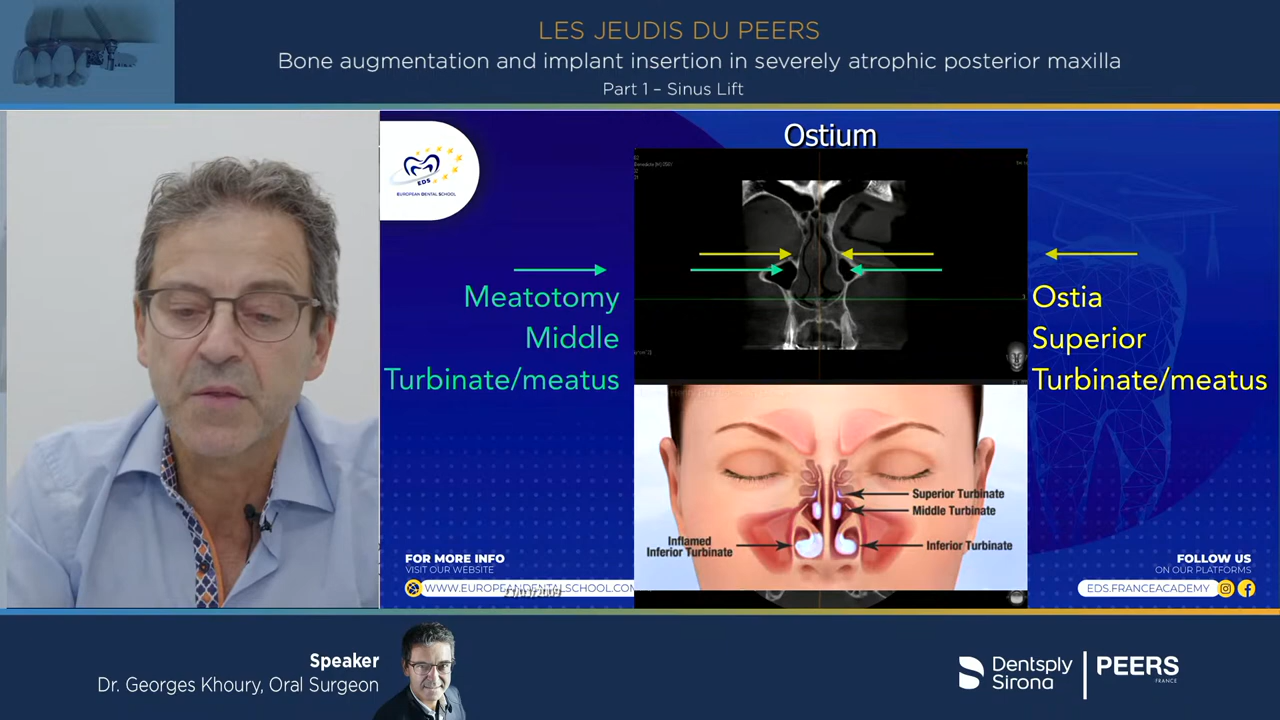 LES JEUDIS DU PEERS
Bone augmentation and implant insertion in severely atrophic posterior maxilla
Part 1 – Sinus Lift
EDS
EUROPEAN DENTAL SCHOOL
Ostium
Meatotomy
Middle
Turbinate/meatus
Ostia
Superior
Turbinate/meatus
Superior Turbinate
Middle Turbinate
Inflamed
Inferior Turbinate
Inferior Turbinate
FOR MORE INFO
VISIT OUR WEBSITE
WWW.EUROPEANDENTALSCHOOL.COM
FOLLOW US
ON OUR PLATFORMS
EDS.FRANCEACADEMY
Speaker
Dr. Georges Khoury, Oral Surgeon
Dentsply
Sirona
PEERS
FRANCE